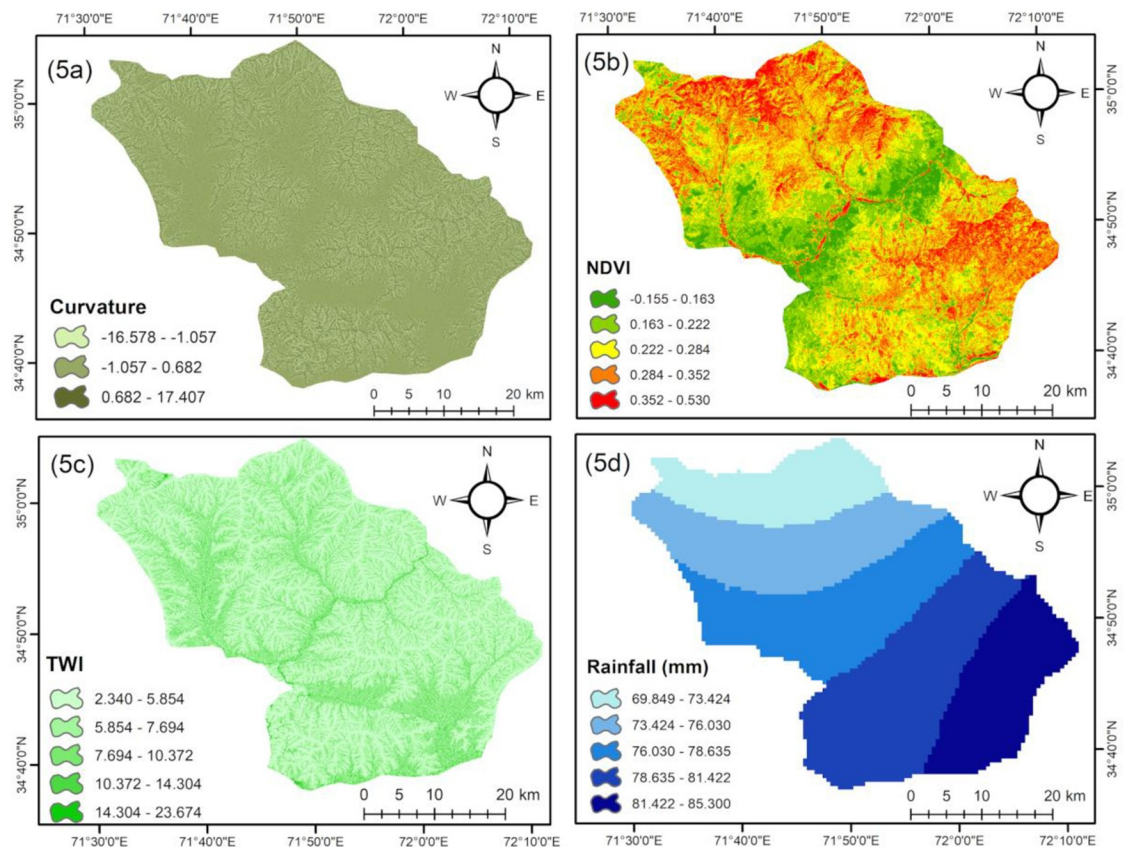 71°30'0"E 71°40'0"E 71°50'0"E 72°0'0"E 72°10'0"E
71°30'0"E 71°40'0"E 71°50'0"E 72°0'0"E 72°10'0"E
(5a)
N
W E
S
35°0'0"N
34°50'0"N
34°40'0"N
Curvature
-16.578 - -1.057
-1.057 - 0.682
0.682 - 17.407
0 5 10 20 km
(5b)
N
W E
S
35°0'0"N
34°50'0"N
34°40'0"N
NDVI
-0.155 - 0.163
0.163 - 0.222
0.222 - 0.284
0.284 - 0.352
0.352 - 0.530
0 5 10 20 km
(5c)
N
W E
S
35°0'0"N
34°50'0"N
34°40'0"N
TWI
2.340 - 5.854
5.854 - 7.694
7.694 - 10.372
10.372 - 14.304
14.304 - 23.674
0 5 10 20 km
(5d)
N
W E
S
35°0'0"N
34°50'0"N
34°40'0"N
Rainfall (mm)
69.849 - 73.424
73.424 - 76.030
76.030 - 78.635
78.635 - 81.422
81.422 - 85.300
0 5 10 20 km
71°30'0"E 71°40'0"E 71°50'0"E 72°0'0"E 72°10'0"E
71°30'0"E 71°40'0"E 71°50'0"E 72°0'0"E 72°10'0"E